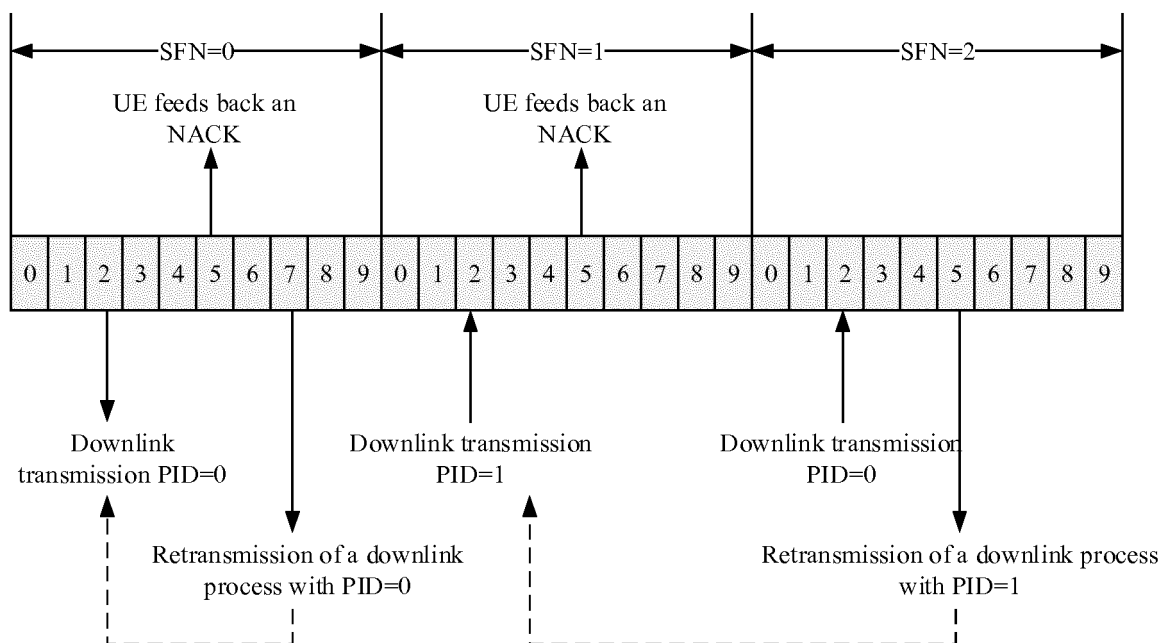 SFN=0
SFN=1
SFN=2
UE feeds back an
NACK
UE feeds back an
NACK
0 1 2 3 4 5 6 7 8 9 0 1 2 3 4 5 6 7 8 9 0 1 2 3 4 5 6 7 8 9
Downlink
transmission PID=0
Downlink transmission
PID=1
Downlink transmission
PID=0
Retransmission of a downlink
process with PID=0
Retransmission of a downlink process
with PID=1